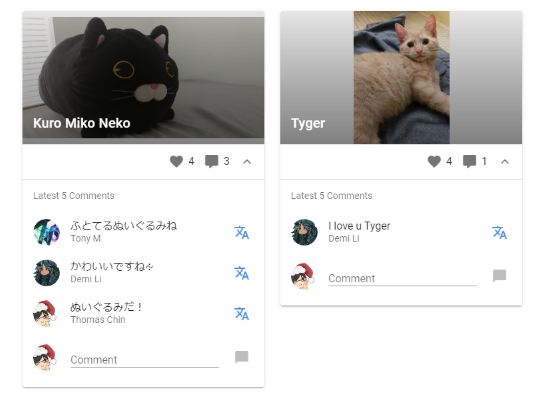 Kuro Miko Neko
4 3
Latest 5 Comments
ふとてるぬいぐるみね
Tony M
かわいいですね✨
Demi Li
ぬいぐるみだ！
Thomas Chin
Comment
Tyger
4 1
Latest 5 Comments
I love u Tyger
Demi Li
Comment